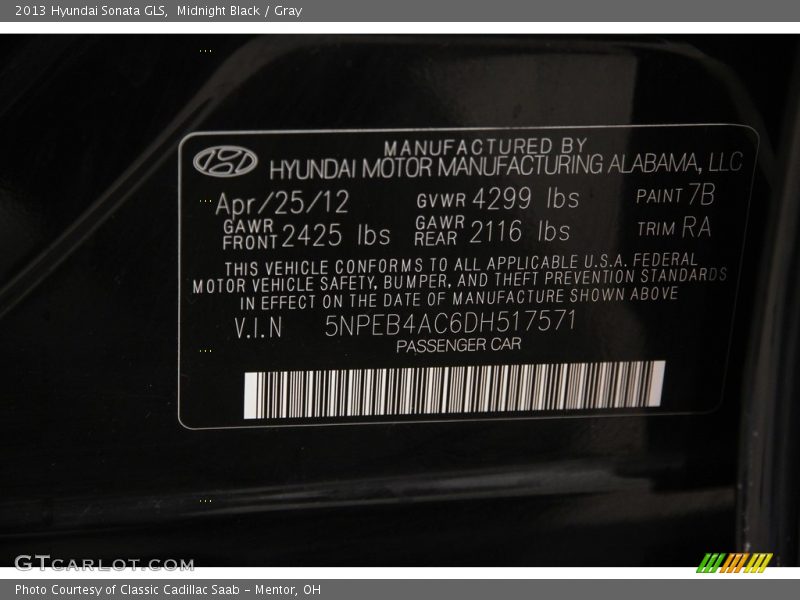 2013 Hyundai Sonata GLS, Midnight Black / Gray
MANUFACTURED BY
HYUNDAI MOTOR MANUFACTURING ALABAMA, LLC
Apr/25/12 GVWR 4299 lbs PAINT 7B
GAWR FRONT 2425 lbs GAWR REAR 2116 lbs TRIM RA
THIS VEHICLE CONFORMS TO ALL APPLICABLE U.S.A. FEDERAL
MOTOR VEHICLE SAFETY, BUMPER, AND THEFT PREVENTION STANDARDS
IN EFFECT ON THE DATE OF MANUFACTURE SHOWN ABOVE
V.I.N 5NPEB4AC6DH517571
PASSENGER CAR
GTCARLOT.COM
Photo Courtesy of Classic Cadillac Saab - Mentor, OH